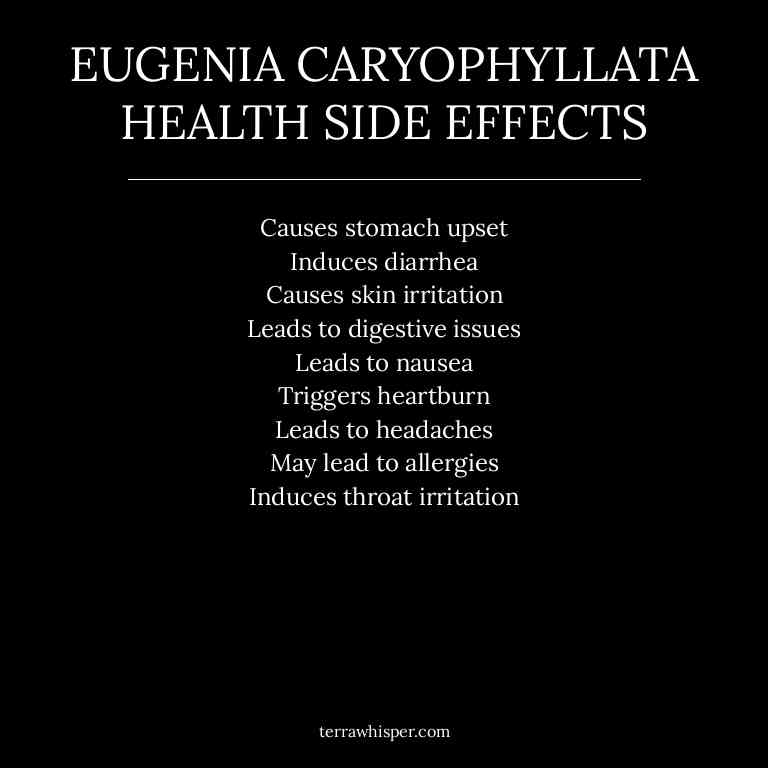 EUGENIA CARYOPHYLLATA
HEALTH SIDE EFFECTS
Causes stomach upset
Induces diarrhea
Causes skin irritation
Leads to digestive issues
Leads to nausea
Triggers heartburn
Leads to headaches
May lead to allergies
Induces throat irritation
terrawhisper.com